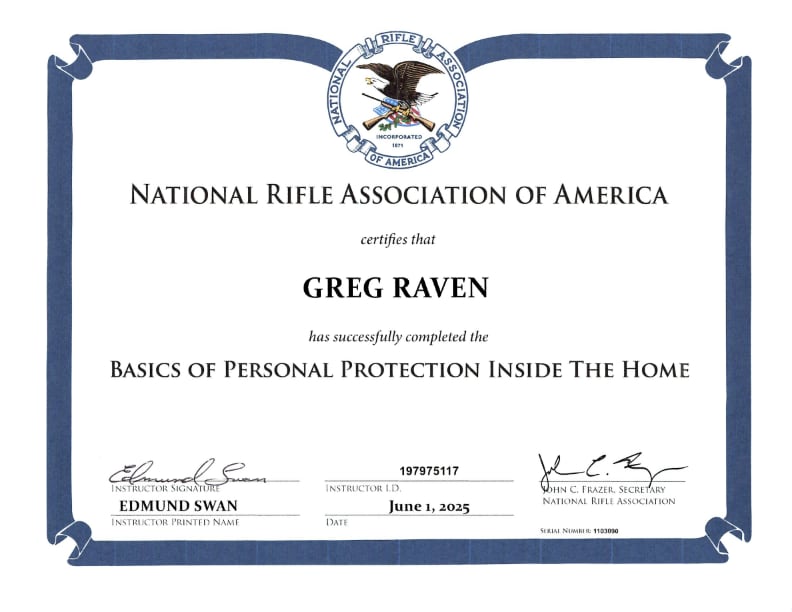 NATIONAL RIFLE ASSOCIATION
INCORPORATED
1871
OF AMERICA
NATIONAL RIFLE ASSOCIATION OF AMERICA
certifies that
GREG RAVEN
has successfully completed the
BASICS OF PERSONAL PROTECTION INSIDE THE HOME
Edmund Swan
INSTRUCTOR SIGNATURE
EDMUND SWAN
INSTRUCTOR PRINTED NAME
197975117
INSTRUCTOR I.D.
June 1, 2025
DATE
JOHN C. FRAZER, SECRETARY
NATIONAL RIFLE ASSOCIATION
SERIAL NUMBER: 1103090